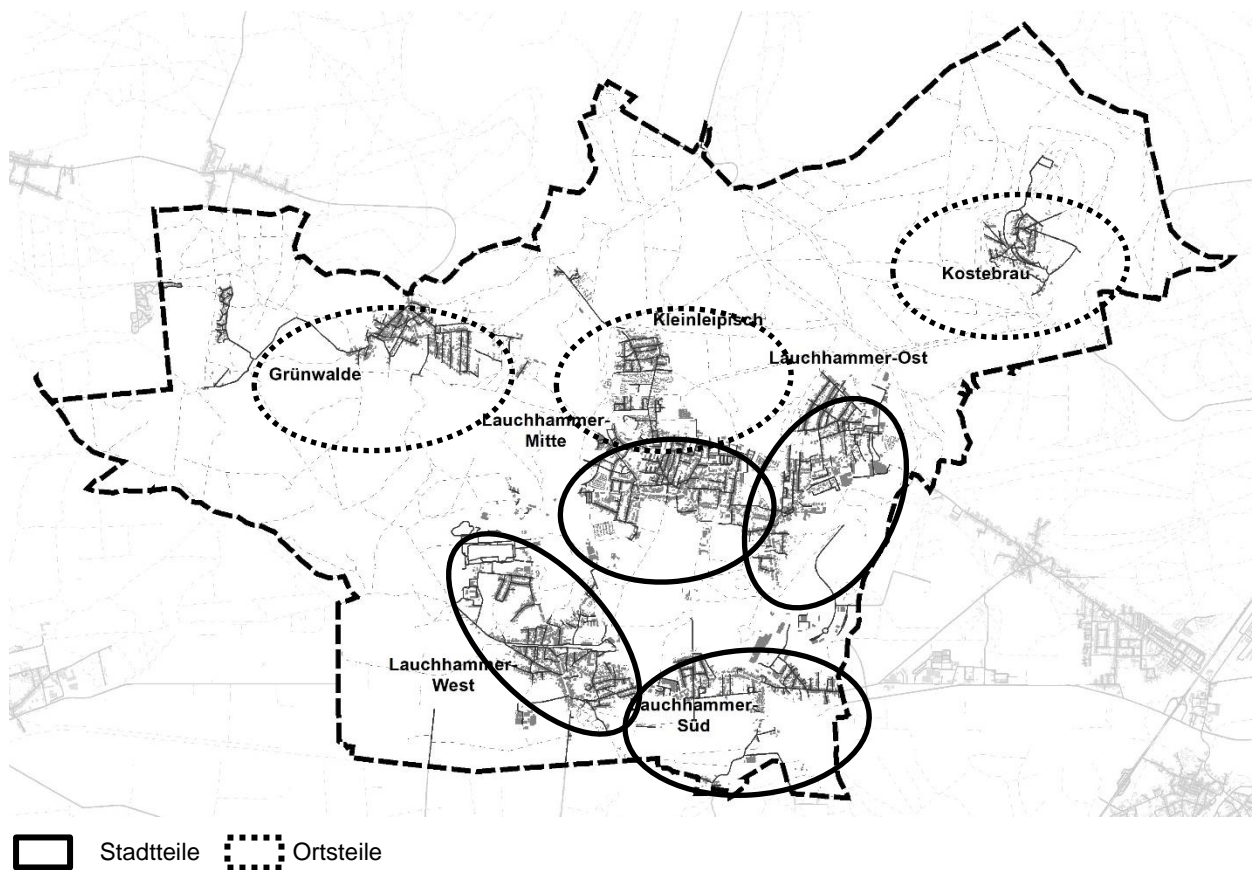 Kostebrau
Kleinleipisch
Lauchhammer-Ost
Grünwalde
Lauchhammer-
Mitte
Lauchhammer-
West
Lauchhammer-
Süd
Stadtteile
Ortsteile